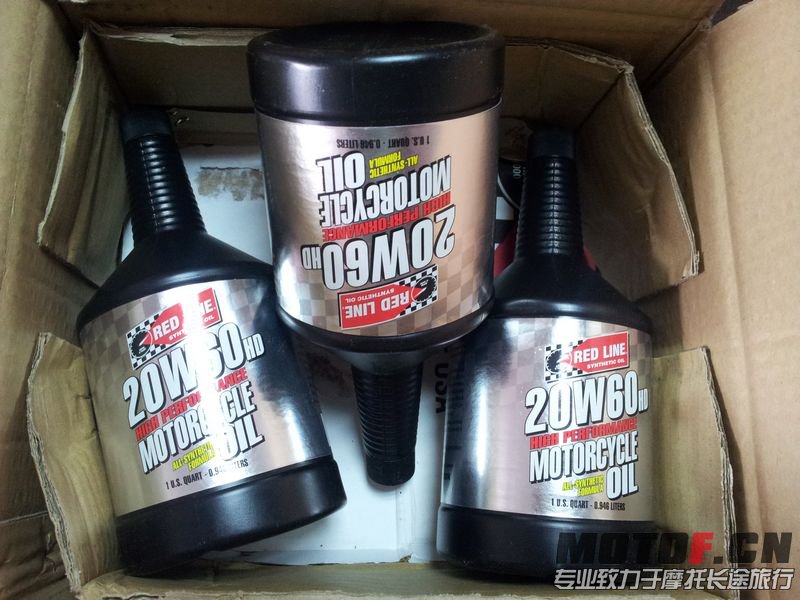 RED LINE
SYNTHETIC OIL
20W60HD
HIGH PERFORMANCE
MOTORCYCLE
OIL
ALL-SYNTHETIC
FORMULA
1 U.S. QUART - 0.946 LITERS
RED LINE
SYNTHETIC OIL
20W60HD
HIGH PERFORMANCE
MOTORCYCLE
OIL
ALL-SYNTHETIC
FORMULA
1 U.S. QUART - 0.946 LITERS
RED LINE
SYNTHETIC OIL
20W60HD
HIGH PERFORMANCE
MOTORCYCLE
OIL
ALL-SYNTHETIC
FORMULA
1 U.S. QUART - 0.946 LITERS
USA
MOTOF.CN
专业致力于摩托长途旅行